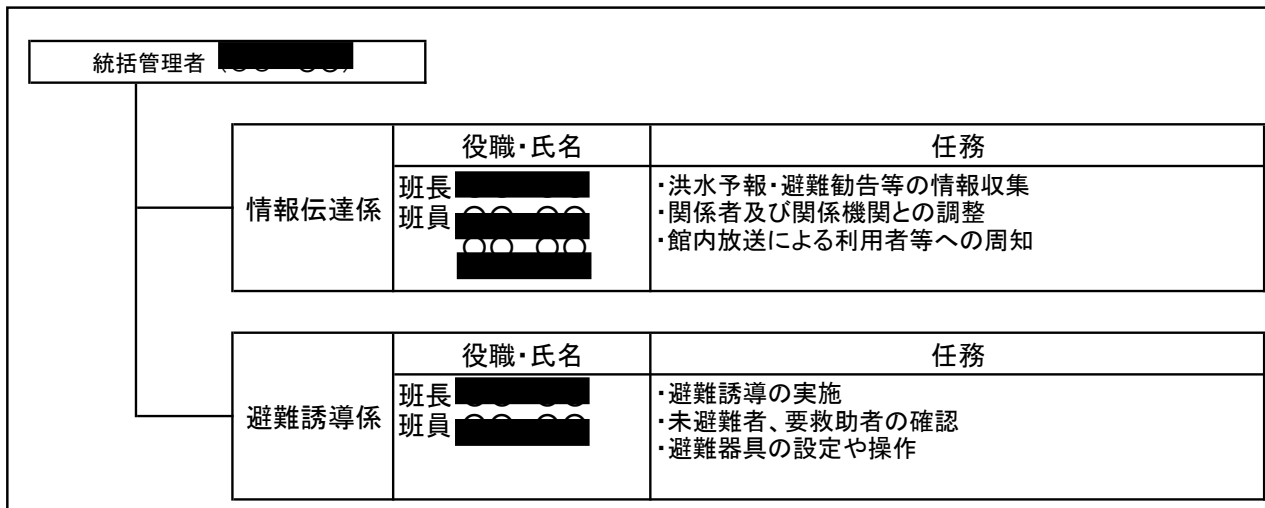 統括管理者
役職・氏名 任務
情報伝達係
班長
班員
・洪水予報・避難勧告等の情報収集
・関係者及び関係機関との調整
・館内放送による利用者等への周知
役職・氏名 任務
避難誘導係
班長
班員
・避難誘導の実施
・未避難者、要救助者の確認
・避難器具の設定や操作